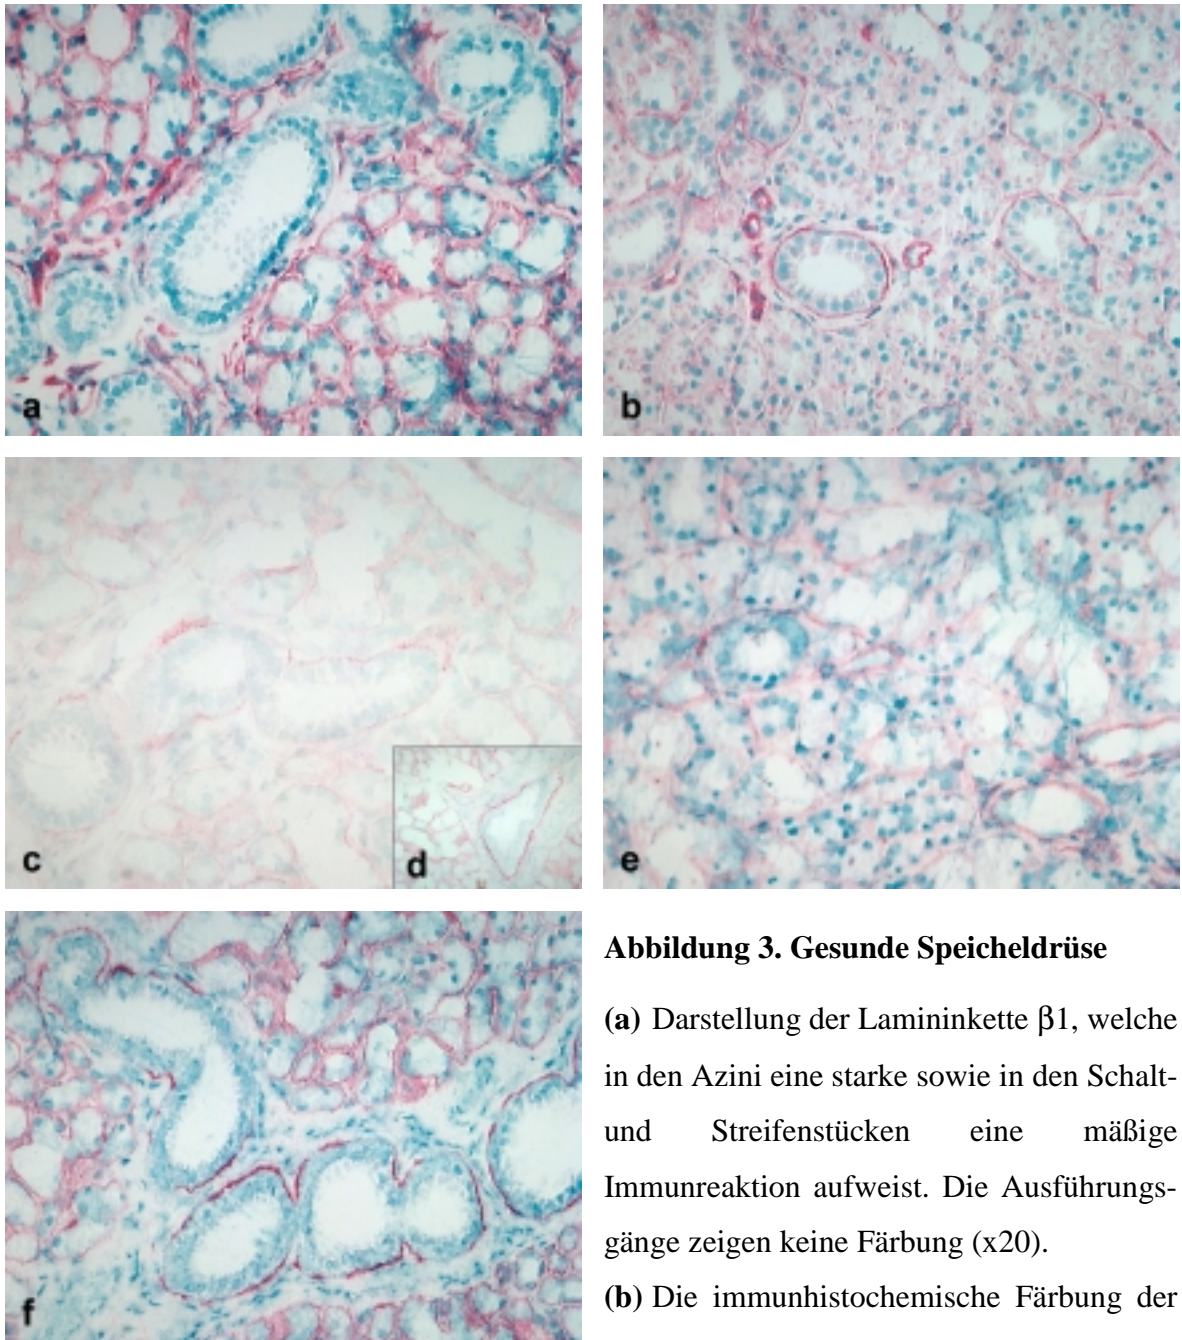 a
b
c
d
e
f
Abbildung 3. Gesunde Speicheldrüse
(a) Darstellung der Lamininkette β1, welche
in den Azini eine starke sowie in den Schalt-
und Streifenstücken eine mäßige
Immunreaktion aufweist. Die Ausführungs-
gänge zeigen keine Färbung (x20).
(b) Die immunhistochemische Färbung der